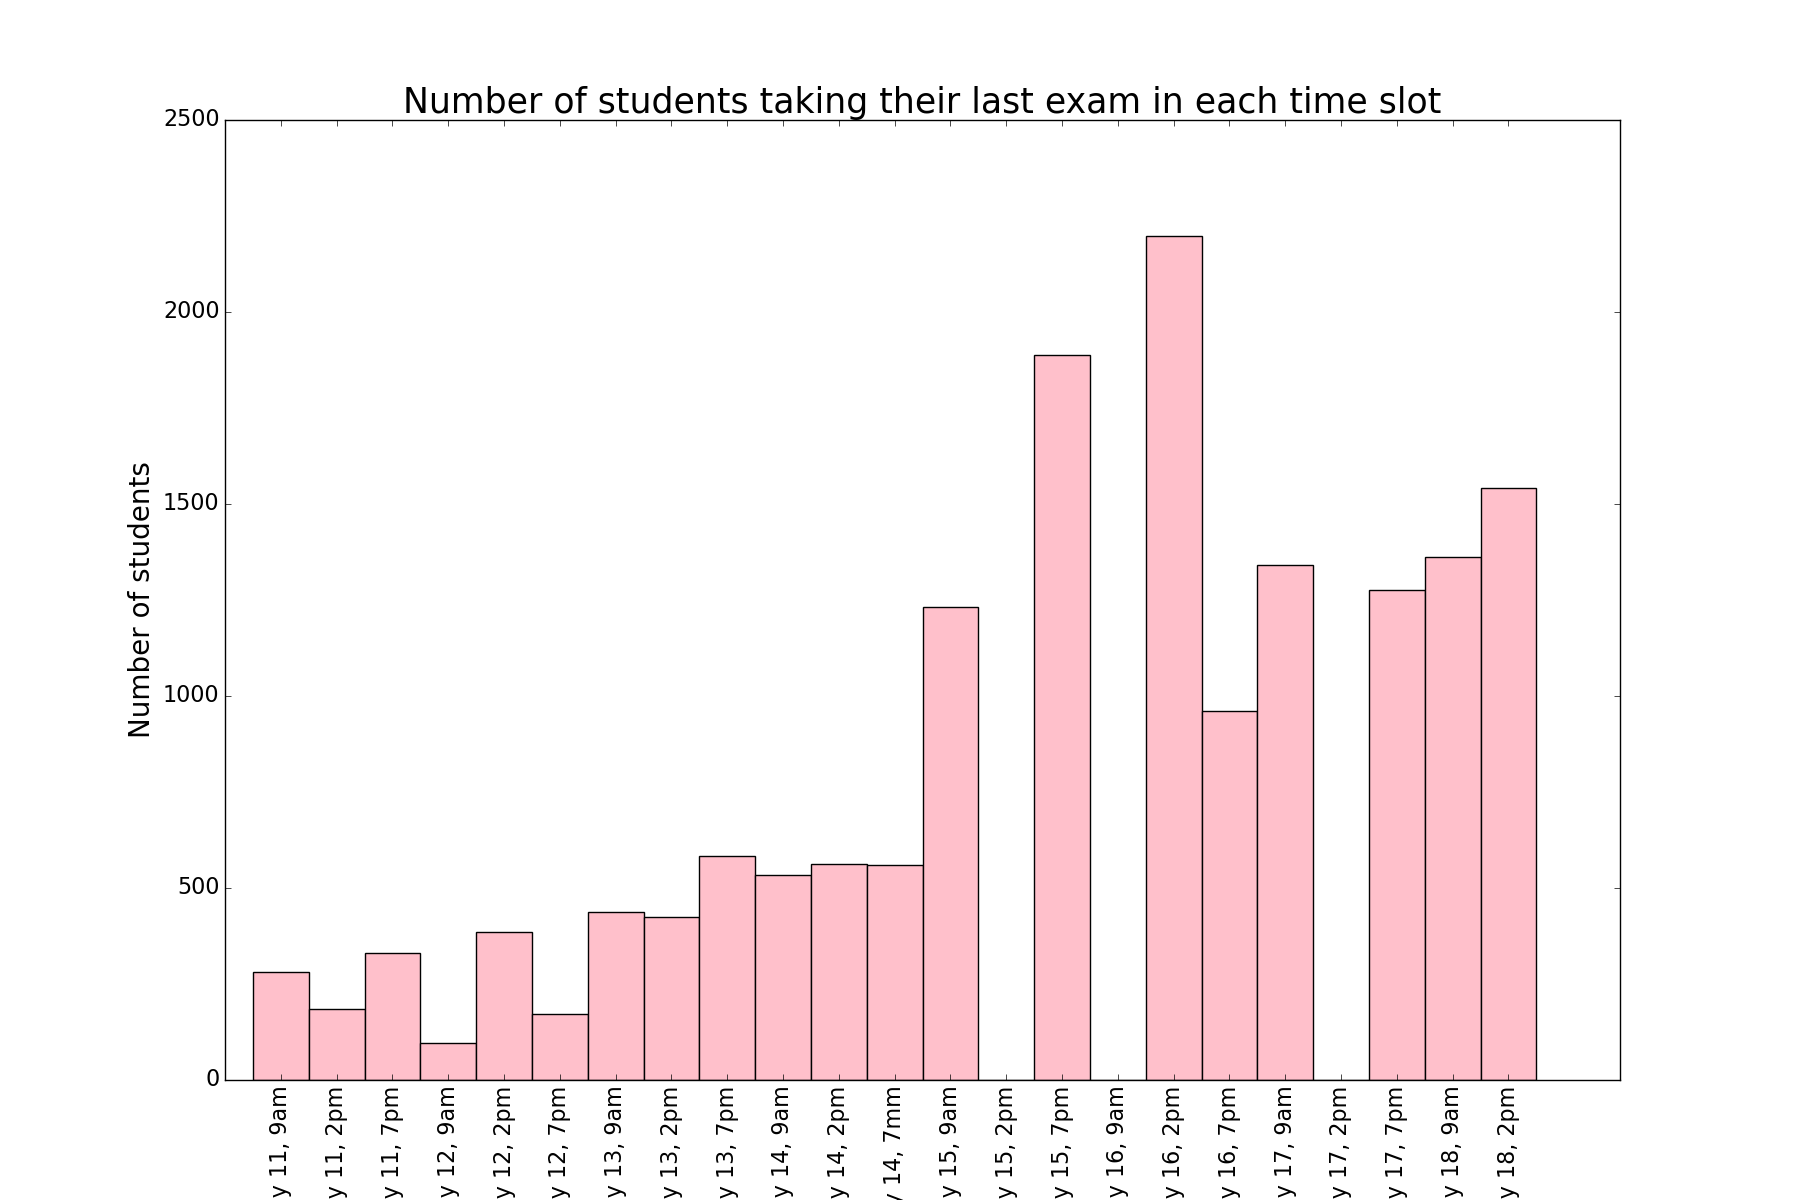 Number of students taking their last exam in each time slot
2500
2000
1500
1000
500
0
Number of students
y 11, 9am
y 11, 2pm
y 11, 7pm
y 12, 9am
y 12, 2pm
y 12, 7pm
y 13, 9am
y 13, 2pm
y 13, 7pm
y 14, 9am
y 14, 2pm
y 14, 7mm
y 15, 9am
y 15, 2pm
y 15, 7pm
y 16, 9am
y 16, 2pm
y 16, 7pm
y 17, 9am
y 17, 2pm
y 17, 7pm
y 18, 9am
y 18, 2pm